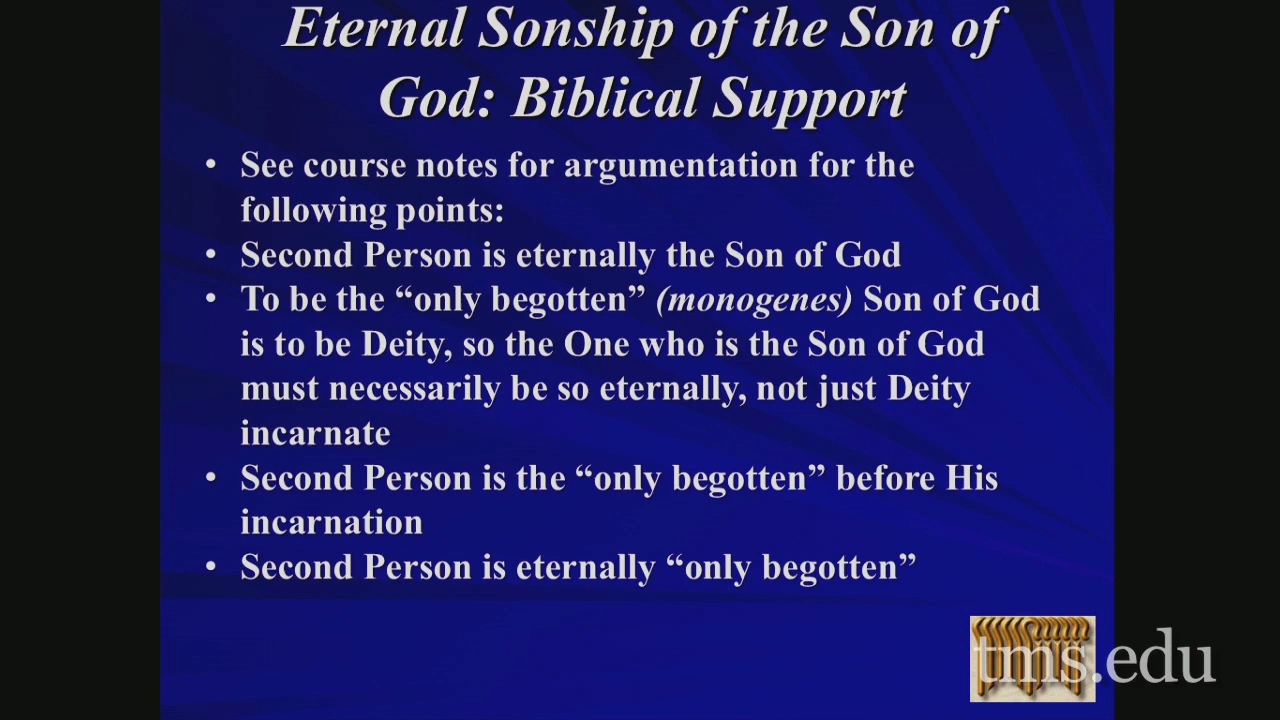 Eternal Sonship of the Son of
God: Biblical Support
• See course notes for argumentation for the
following points:
• Second Person is eternally the Son of God
• To be the “only begotten” (monogenes) Son of God
is to be Deity, so the One who is the Son of God
must necessarily be so eternally, not just Deity
incarnate
• Second Person is the “only begotten” before His
incarnation
• Second Person is eternally “only begotten”
tms.edu